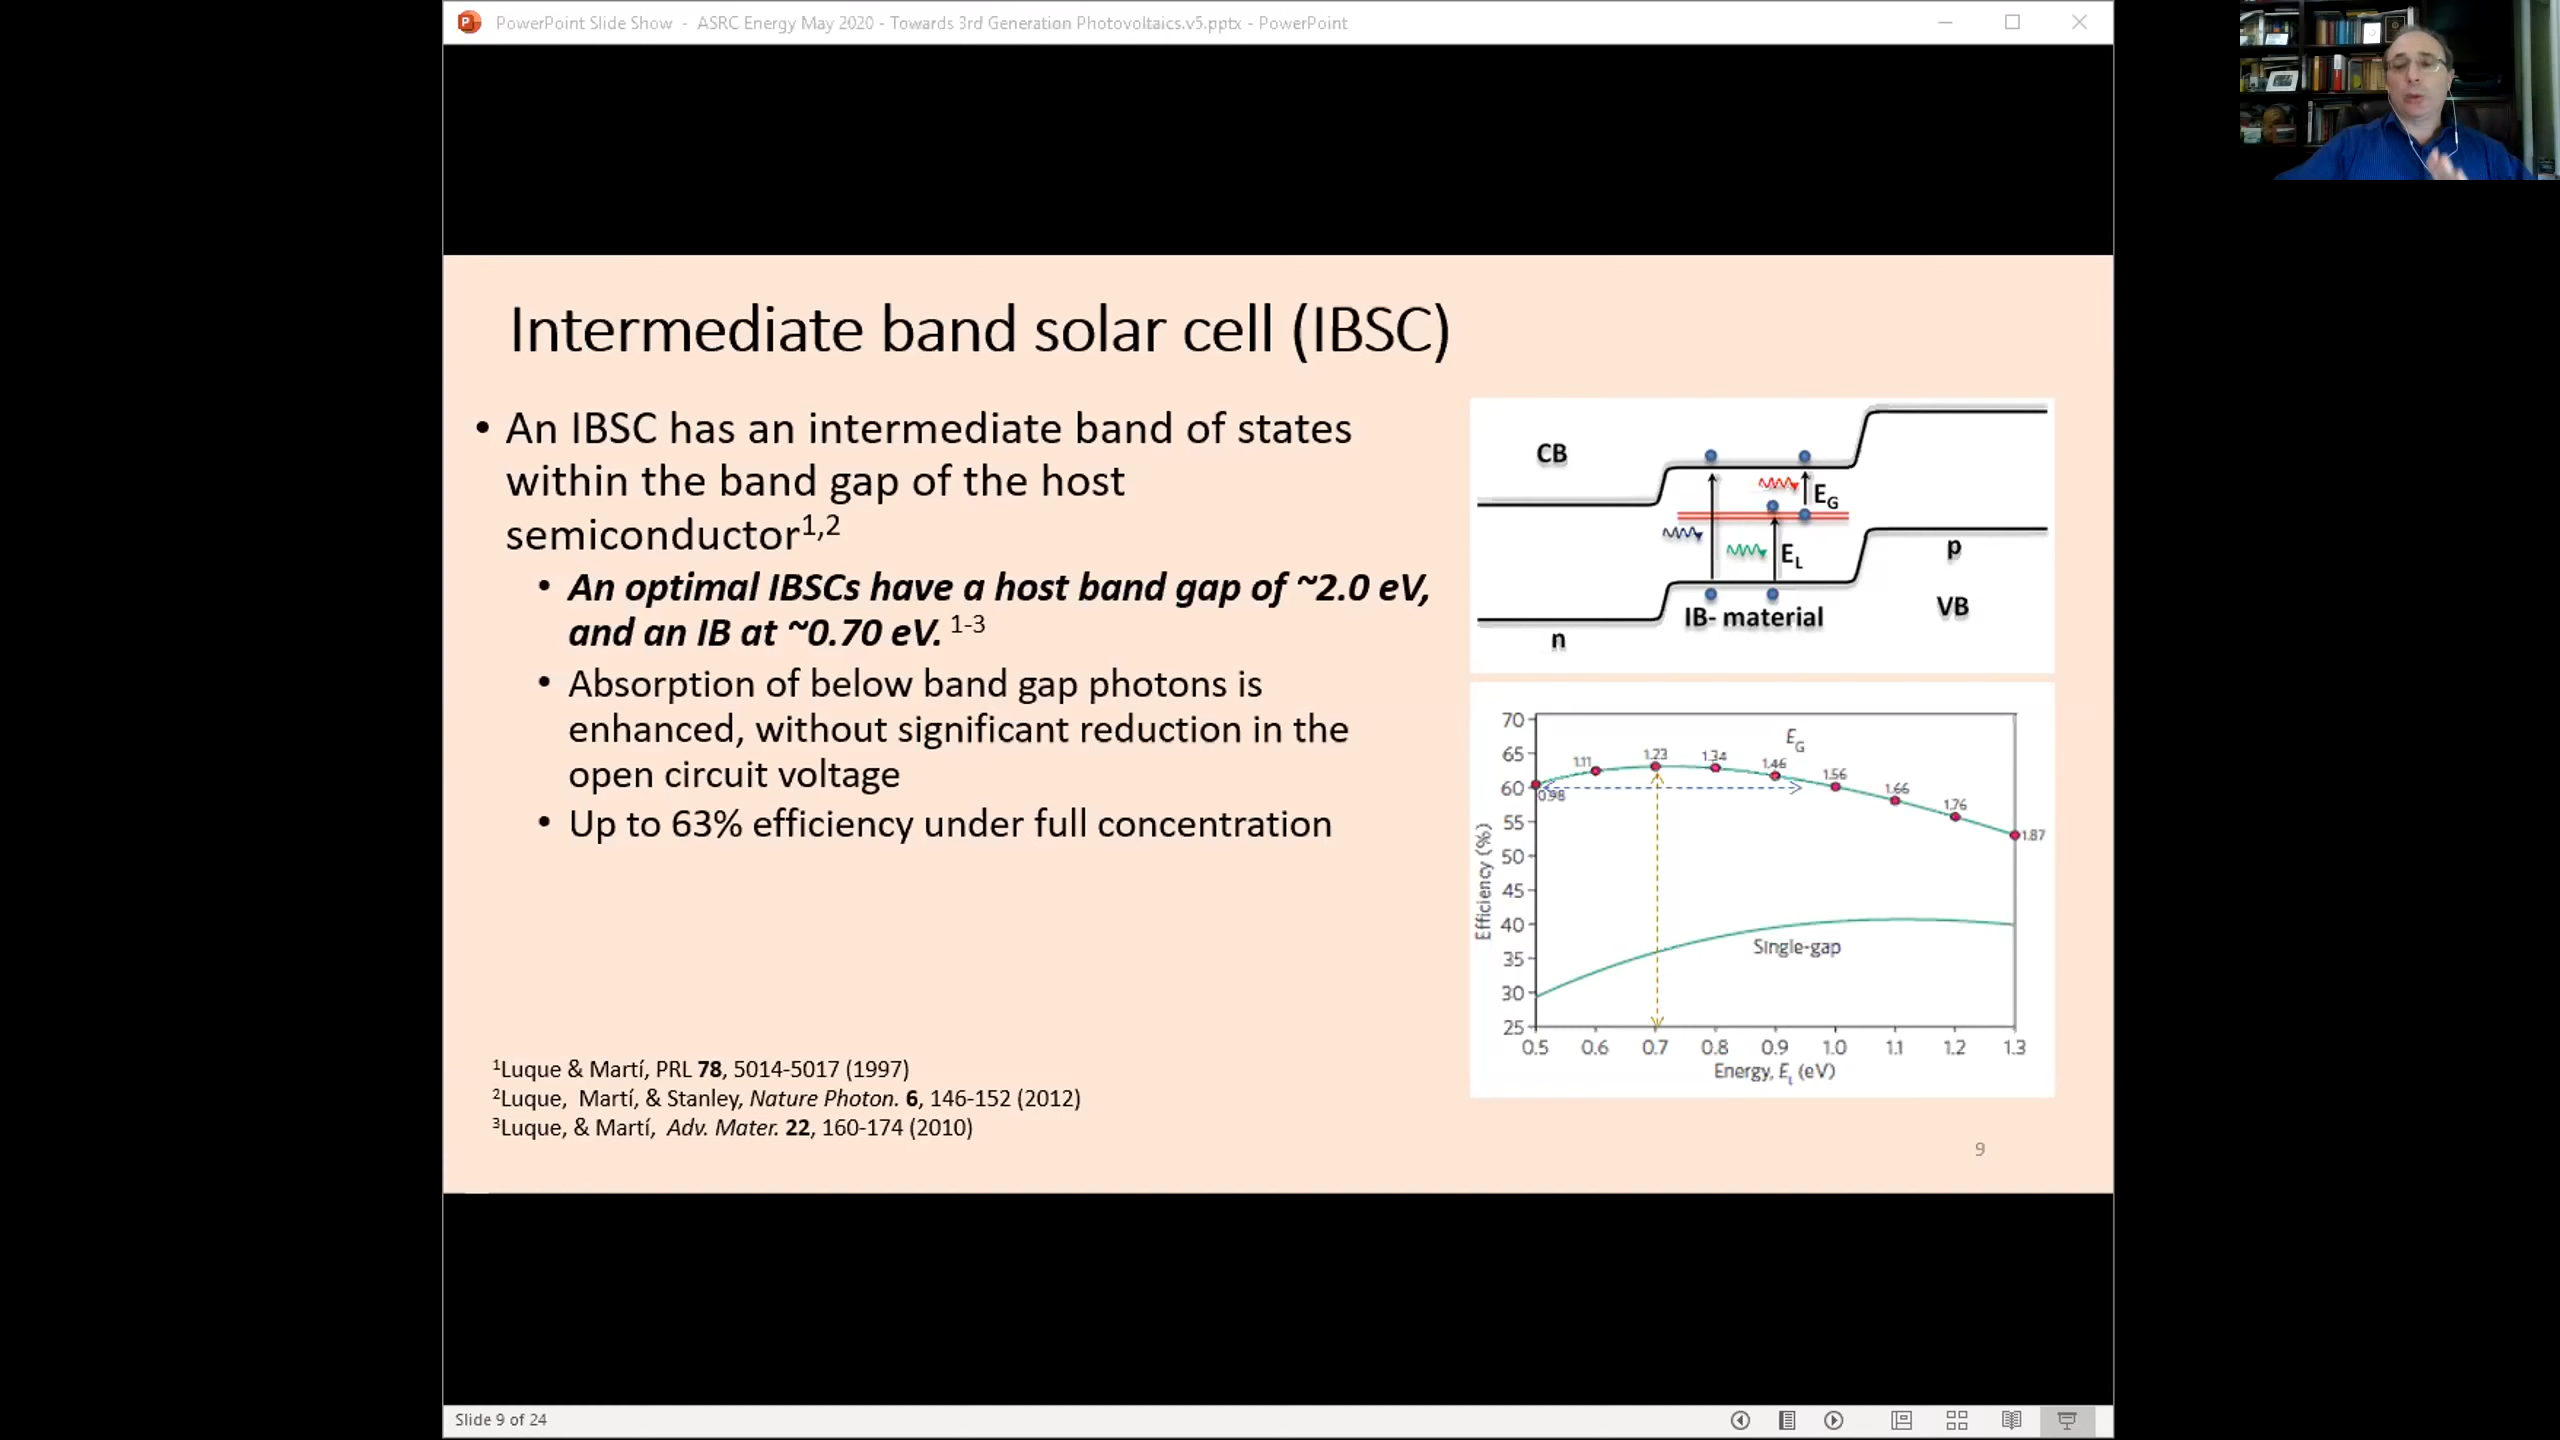 PowerPoint Slide Show - ASRC Energy May 2020 - Towards 3rd Generation Photovoltaics.v5.pptx - PowerPoint
Intermediate band solar cell (IBSC)
• An IBSC has an intermediate band of states
within the band gap of the host
semiconductor1,2
• An optimal IBSCs have a host band gap of ~2.0 eV,
and an IB at ~0.70 eV. 1-3
• Absorption of below band gap photons is
enhanced, without significant reduction in the
open circuit voltage
• Up to 63% efficiency under full concentration
1Luque & Martí, PRL 78, 5014-5017 (1997)
2Luque, Martí, & Stanley, Nature Photon. 6, 146-152 (2012)
3Luque, & Martí, Adv. Mater. 22, 160-174 (2010)
CB
EG
EL
p
IB- material
VB
n
EG
70
65
60
55
50
45
40
35
30
25
Efficiency (%)
0.98
1.11
1.23
1.34
1.46
1.56
1.66
1.76
1.87
Single-gap
0.5 0.6 0.7 0.8 0.9 1.0 1.1 1.2 1.3
Energy, EL (eV)
9
Slide 9 of 24